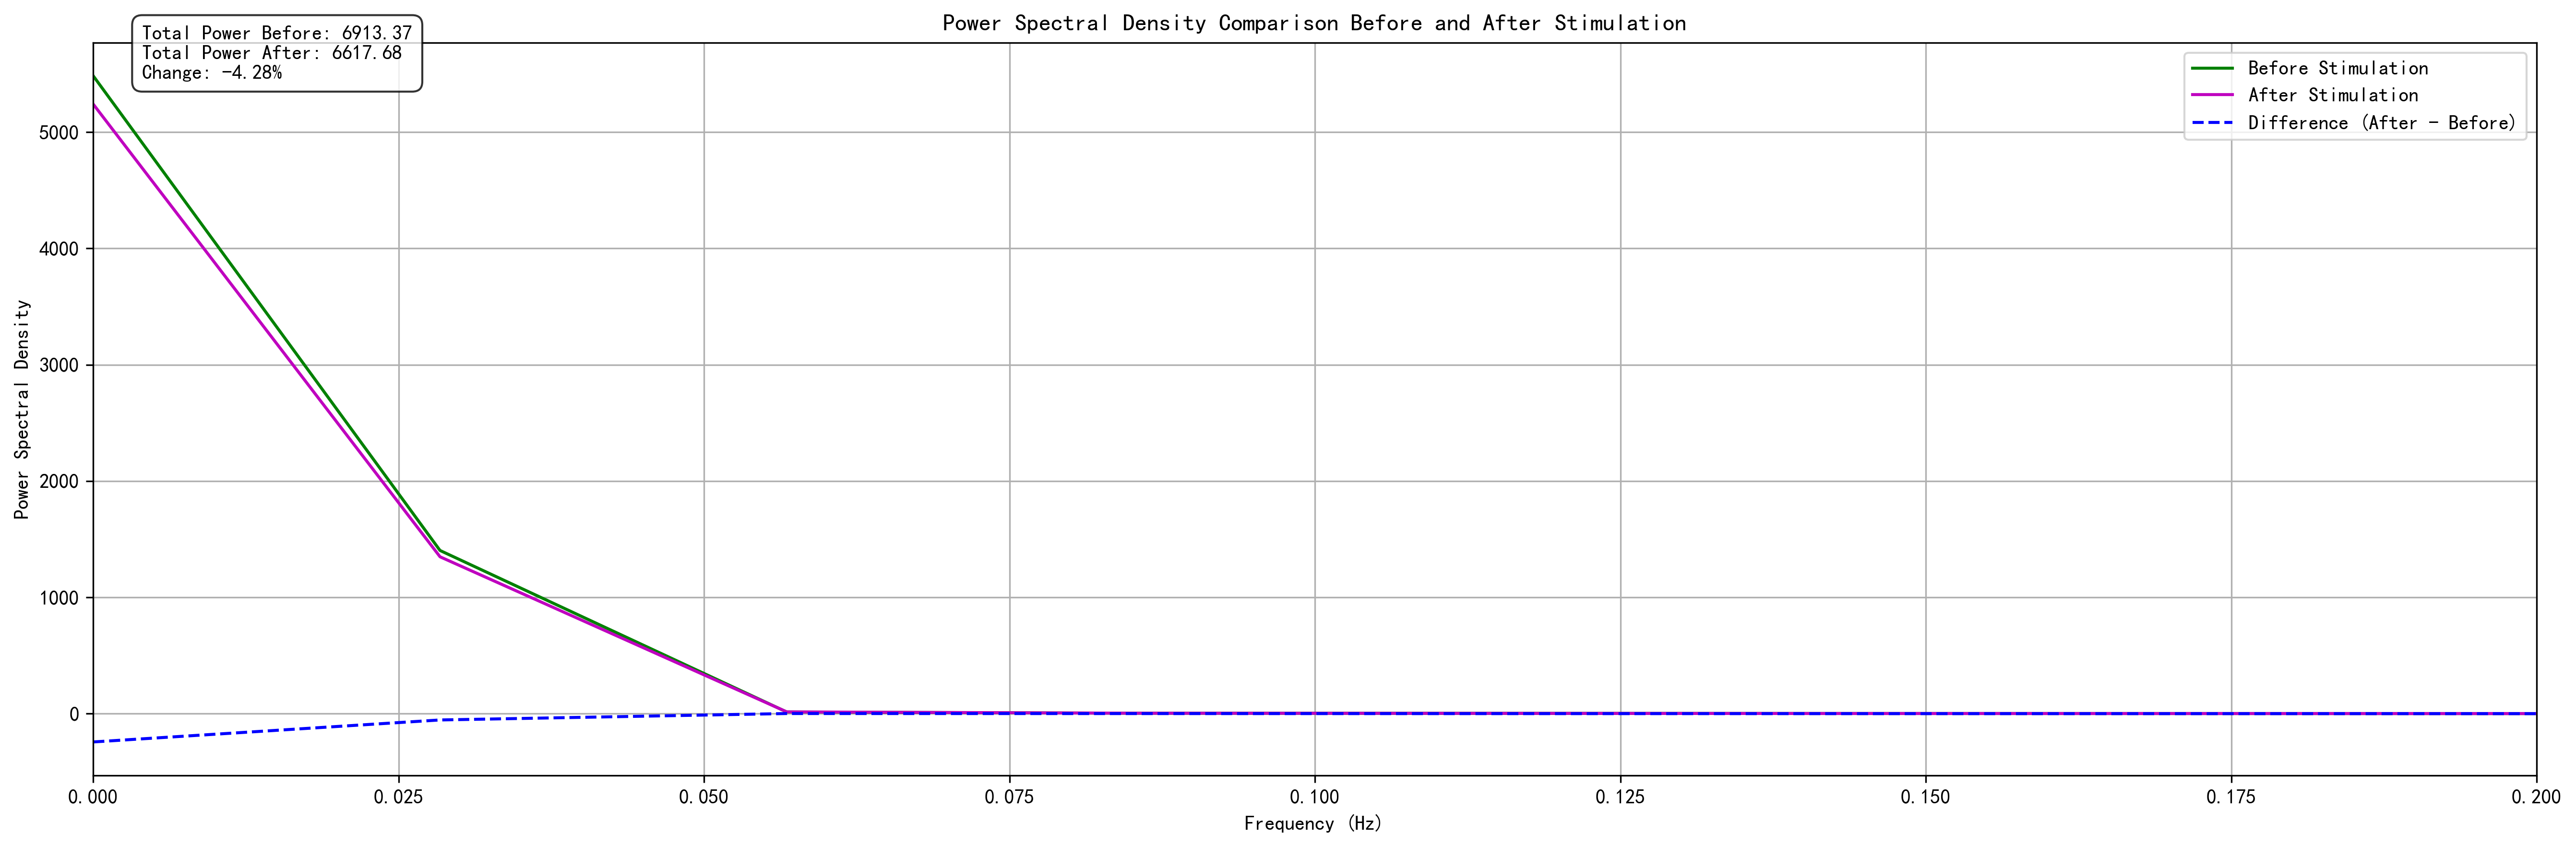 Power Spectral Density Comparison Before and After Stimulation
Total Power Before: 6913.37
Total Power After: 6617.68
Change: -4.28%
Before Stimulation
After Stimulation
Difference (After - Before)
Power Spectral Density
5000
4000
3000
2000
1000
0
0.000
0.025
0.050
0.075
0.100
0.125
0.150
0.175
0.200
Frequency (Hz)